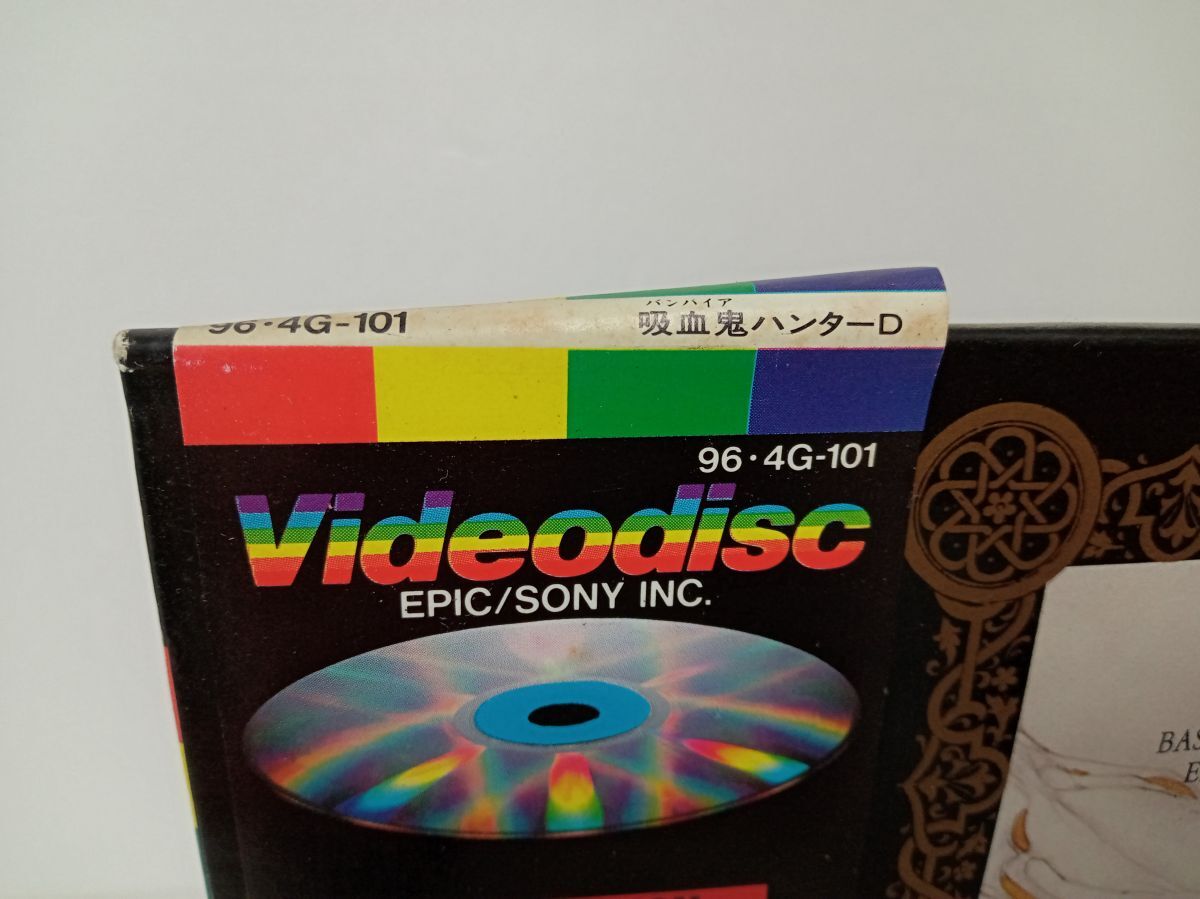 96・4G-101
バンパイア
吸血鬼ハンターD
96・4G-101
Videodisc
EPIC/SONY INC.